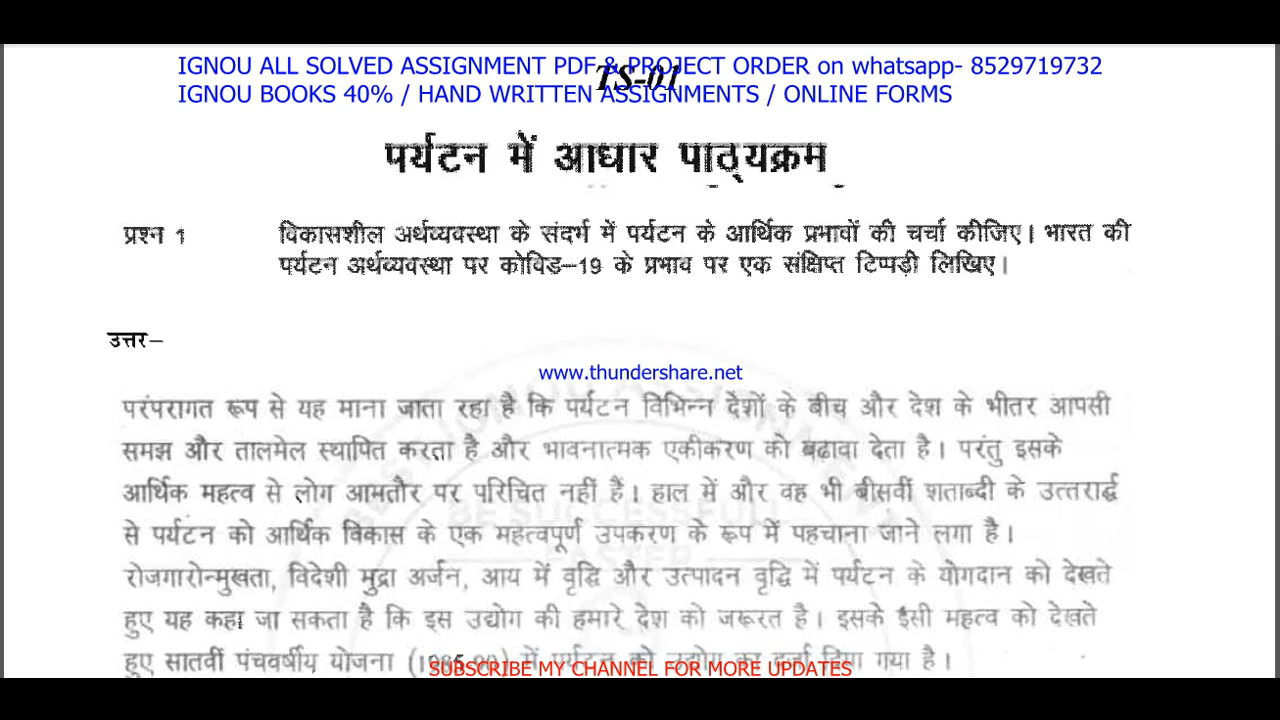 IGNOU ALL SOLVED ASSIGNMENT PDF & PROJECT ORDER on whatsapp- 8529719732
TS-01
IGNOU BOOKS 40% / HAND WRITTEN ASSIGNMENTS / ONLINE FORMS
पर्यटन में आधार पाठ्यक्रम
प्रश्न 1 विकासशील अर्थव्यवस्था के संदर्भ में पर्यटन के आर्थिक प्रभावों की चर्चा कीजिए। भारत की
पर्यटन अर्थव्यवस्था पर कोविड-19 के प्रभाव पर एक संक्षिप्त टिप्पड़ी लिखिए।
उत्तर–
www.thundershare.net
परंपरागत रूप से यह माना जाता रहा है कि पर्यटन विभिन्न देशों के बीच और देश के भीतर आपसी
समझ और तालमेल स्थापित करता है और भावनात्मक एकीकरण को बढ़ावा देता है। परंतु इसके
आर्थिक महत्व से लोग आमतौर पर परिचित नहीं हैं। हाल में और वह भी बीसवीं शताब्दी के उत्तरार्द्ध
से पर्यटन को आर्थिक विकास के एक महत्वपूर्ण उपकरण के रूप में पहचाना जाने लगा है।
रोजगारोन्मुखता, विदेशी मुद्रा अर्जन, आय में वृद्धि और उत्पादन वृद्धि में पर्यटन के योगदान को देखते
हुए यह कहा जा सकता है कि इस उद्योग की हमारे देश को जरूरत है। इसके इसी महत्व को देखते
हुए सातवीं पंचवर्षीय योजना में पर्यटन को उद्योग का दर्जा दिया गया है।
SUBSCRIBE MY CHANNEL FOR MORE UPDATES